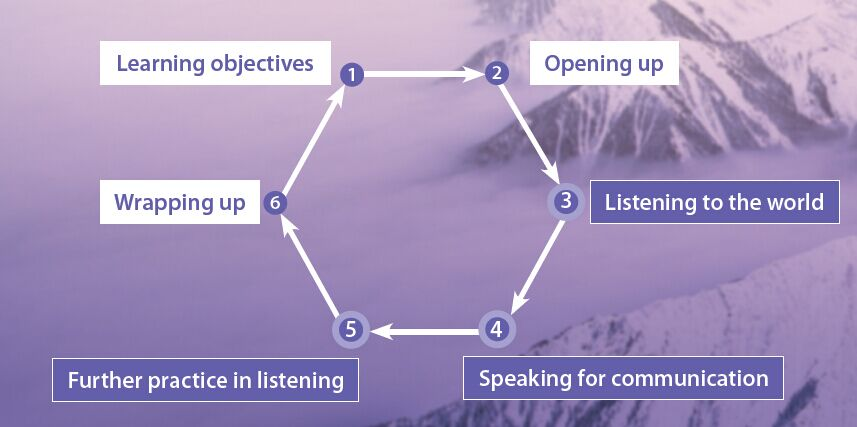 Learning objectives
1
2
Opening up
Wrapping up
6
3
Listening to the world
5
4
Further practice in listening
Speaking for communication